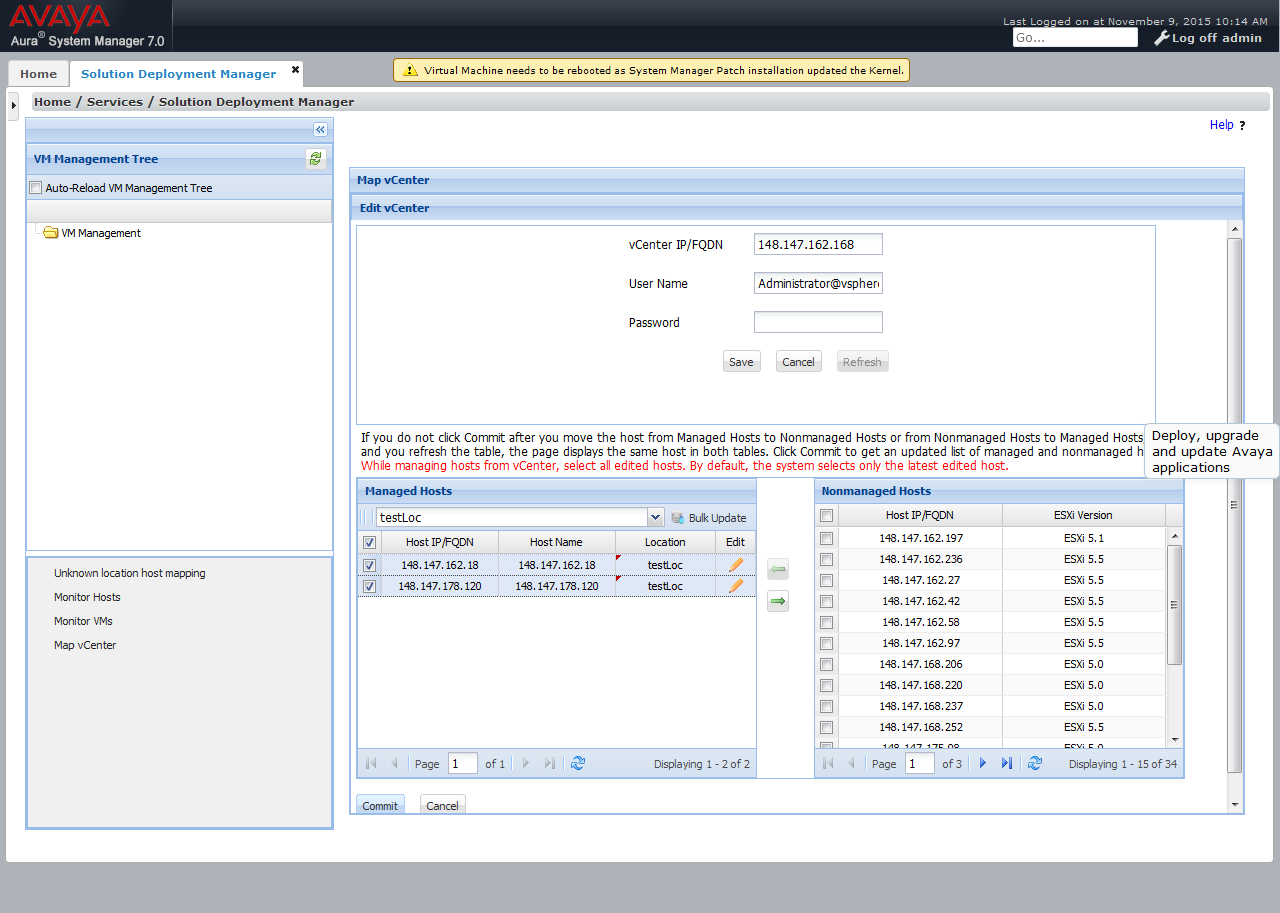 AVAYA
Aura® System Manager 7.0
Last Logged on at November 9, 2015 10:14 AM
Go...
Log off admin
Home
Solution Deployment Manager
Virtual Machine needs to be rebooted as System Manager Patch installation updated the Kernel.
Home / Services / Solution Deployment Manager
Help ?
VM Management Tree
Auto-Reload VM Management Tree
VM Management
Unknown location host mapping
Monitor Hosts
Monitor VMs
Map vCenter
Map vCenter
Edit vCenter
vCenter IP/FQDN 148.147.162.168
User Name Administrator@vspher
Password
Save Cancel Refresh
If you do not click Commit after you move the host from Managed Hosts to Nonmanaged Hosts or from Nonmanaged Hosts to Managed Hosts,
and you refresh the table, the page displays the same host in both tables. Click Commit to get an updated list of managed and nonmanaged h
While managing hosts from vCenter, select all edited hosts. By default, the system selects only the latest edited host.
Deploy, upgrade
and update Avaya
applications
Managed Hosts
testLoc Bulk Update
Host IP/FQDN Host Name Location Edit
148.147.162.18 148.147.162.18 testLoc
148.147.178.120 148.147.178.120 testLoc
Page 1 of 1 Displaying 1 - 2 of 2
Nonmanaged Hosts
Host IP/FQDN ESXi Version
148.147.162.197 ESXi 5.1
148.147.162.236 ESXi 5.5
148.147.162.27 ESXi 5.5
148.147.162.42 ESXi 5.5
148.147.162.58 ESXi 5.5
148.147.162.97 ESXi 5.5
148.147.168.206 ESXi 5.0
148.147.168.220 ESXi 5.0
148.147.168.237 ESXi 5.0
148.147.168.252 ESXi 5.5
148.147.175.98 ESXi 5.0
Page 1 of 3 Displaying 1 - 15 of 34
Commit Cancel